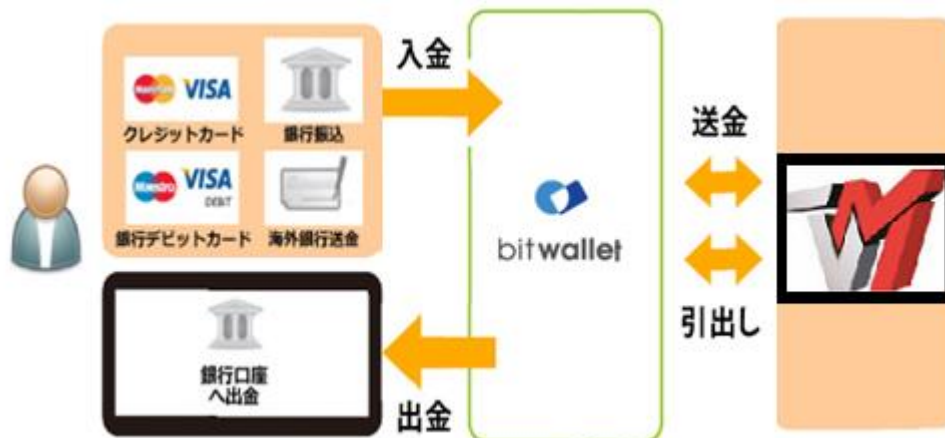 MasterCard VISA
クレジットカード
銀行振込
Maestro VISA
DEBIT
銀行デビットカード
海外銀行送金
入金
bitwallet
送金
引出し
銀行口座
へ出金
出金